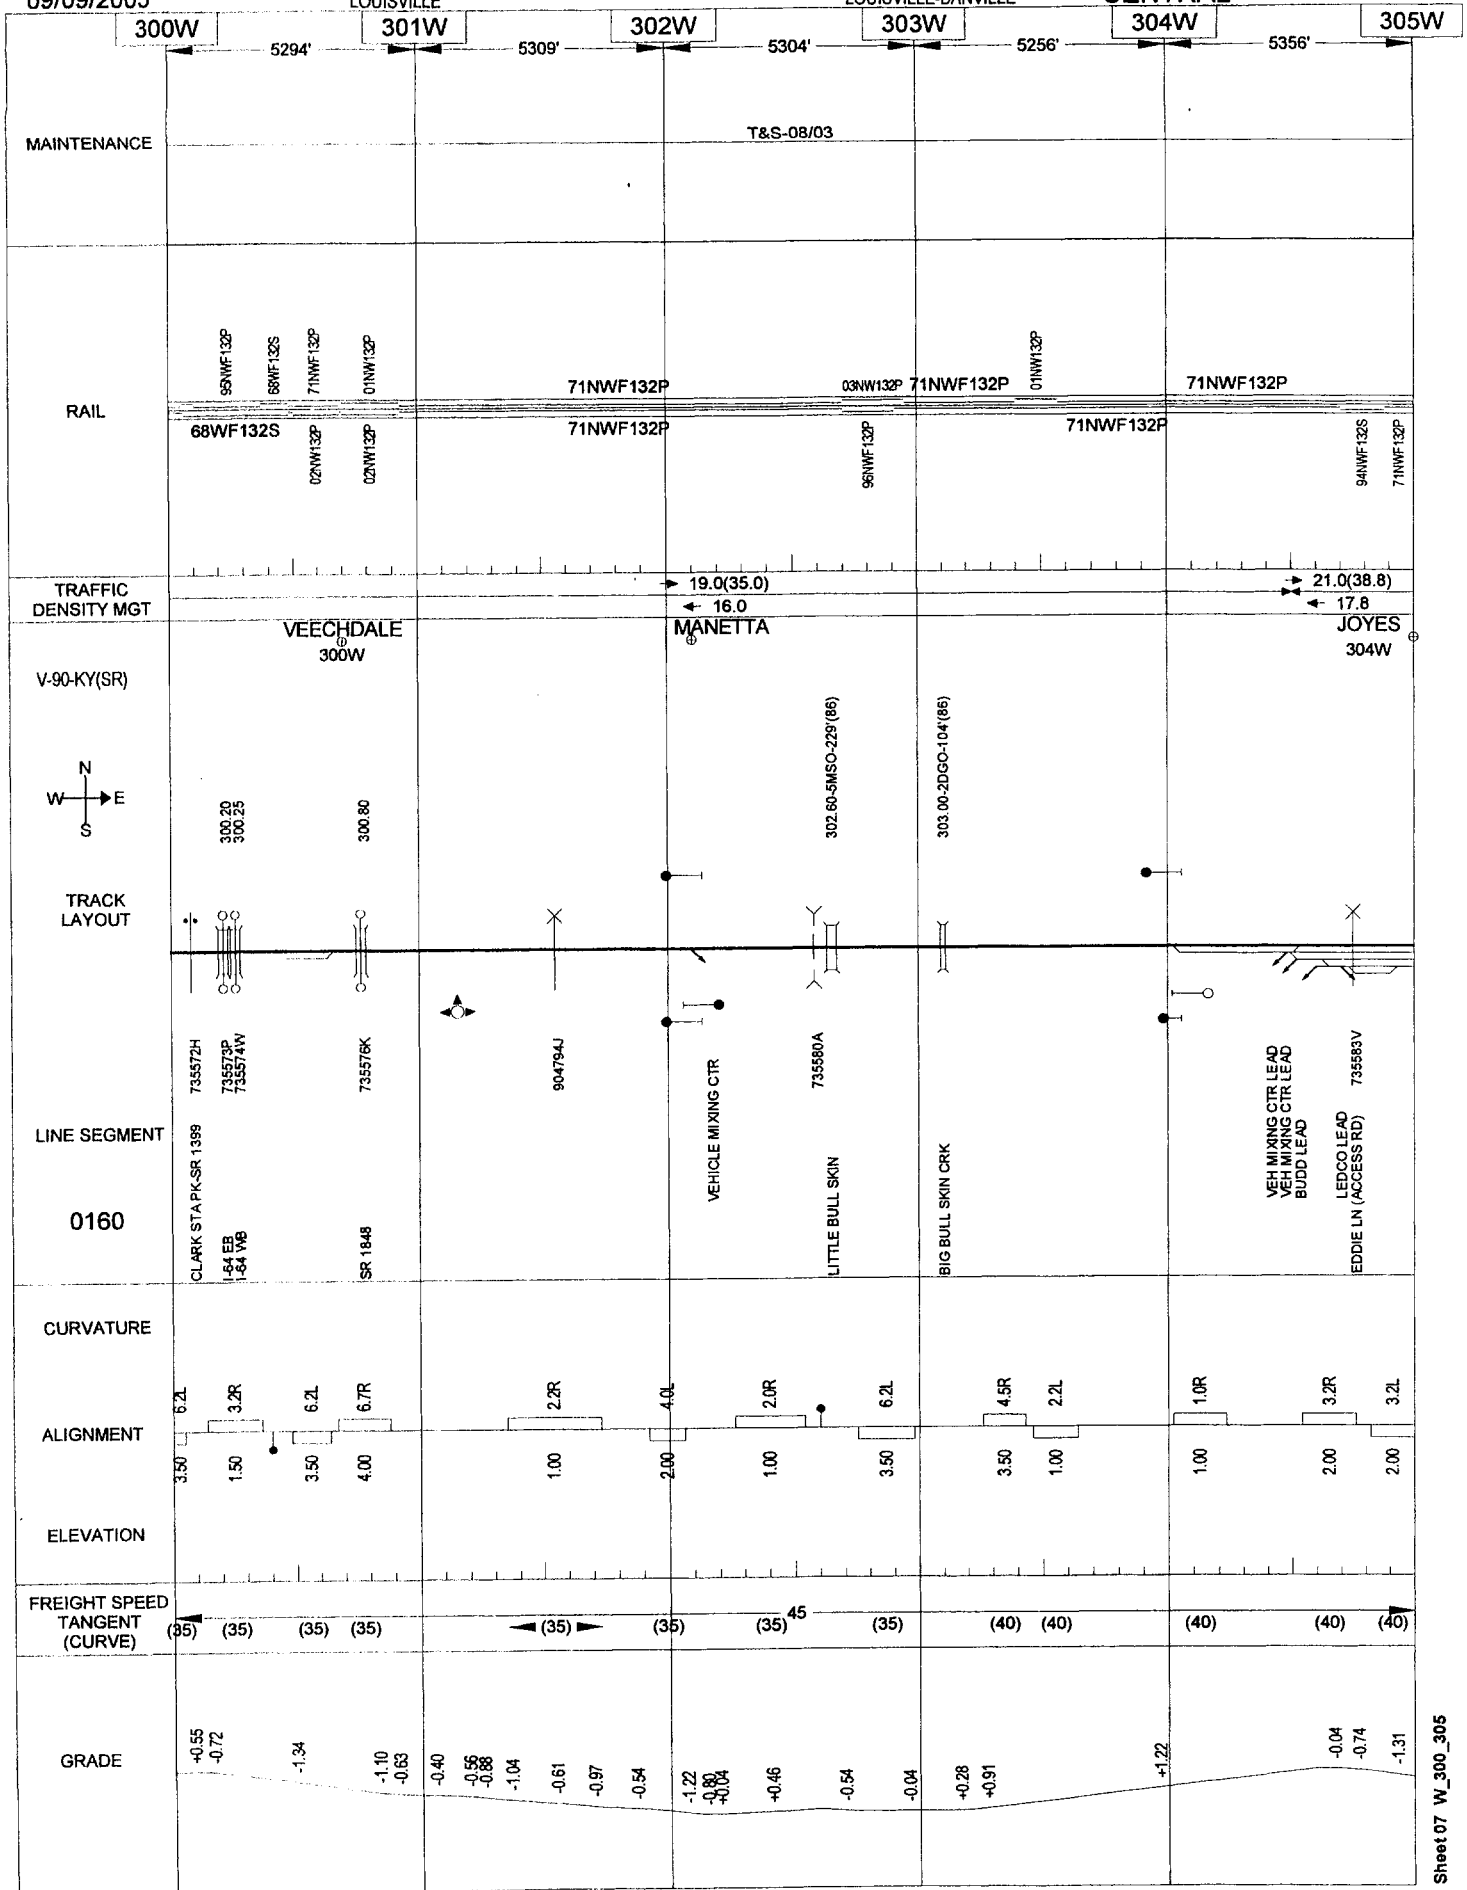 09/09/2005
LOUISVILLE
LOUISVILLE-DANVILLE
CENTRAL
300W 301W 302W 303W 304W 305W
5294' 5309' 5304' 5256' 5356'
MAINTENANCE
T&S-08/03
RAIL
95NWF132P 68WF132S 71NWF132P 01NW132P 01NW132P
71NWF132P 03NW132P 71NWF132P 71NWF132P
68WF132S 71NWF132P 71NWF132P
02NW132P 02NW132P 96NWF132P 94NWF132S 71NWF132P
TRAFFIC
DENSITY MGT
19.0(35.0) 21.0(38.8)
16.0 17.8
VEECHDALE MANETTA JOYES
300W 304W
V-90-KY(SR)
N
W E
S
300.20
300.25
300.80
302.60-5MSO-229'(86)
303.00-2DGO-104'(86)
TRACK
LAYOUT
735572H
735573P
735574W
735576K
904794J
735580A
735583V
LINE SEGMENT
0160
CLARK STA PK-SR 1399
I-64 EB
I-64 WB
SR 1848
VEHICLE MIXING CTR
LITTLE BULL SKIN
BIG BULL SKIN CRK
VEH MIXING CTR LEAD
VEH MIXING CTR LEAD
BUDD LEAD
LEDCO LEAD
EDDIE LN (ACCESS RD)
CURVATURE
6.2L 3.2R 6.2L 6.7R 2.2R 4.0L 2.0R 6.2L 4.5R 2.2L 1.0R 3.2R 3.2L
ALIGNMENT
3.50 1.50 3.50 4.00 1.00 2.00 1.00 3.50 3.50 1.00 1.00 2.00 2.00
ELEVATION
FREIGHT SPEED
TANGENT
(CURVE)
45
(35) (35) (35) (35) (35) (35) (35) (35) (40) (40) (40) (40) (40)
GRADE
+0.55 -0.72 -1.34 -1.10 -0.63 -0.40 -0.56 -0.88 -1.04 -0.61 -0.97 -0.54 -1.22 -0.80 +0.04 +0.46 -0.54 -0.04 +0.28 +0.91 +1.22 -0.04 -0.74 -1.31
Sheet 07 W_300_305